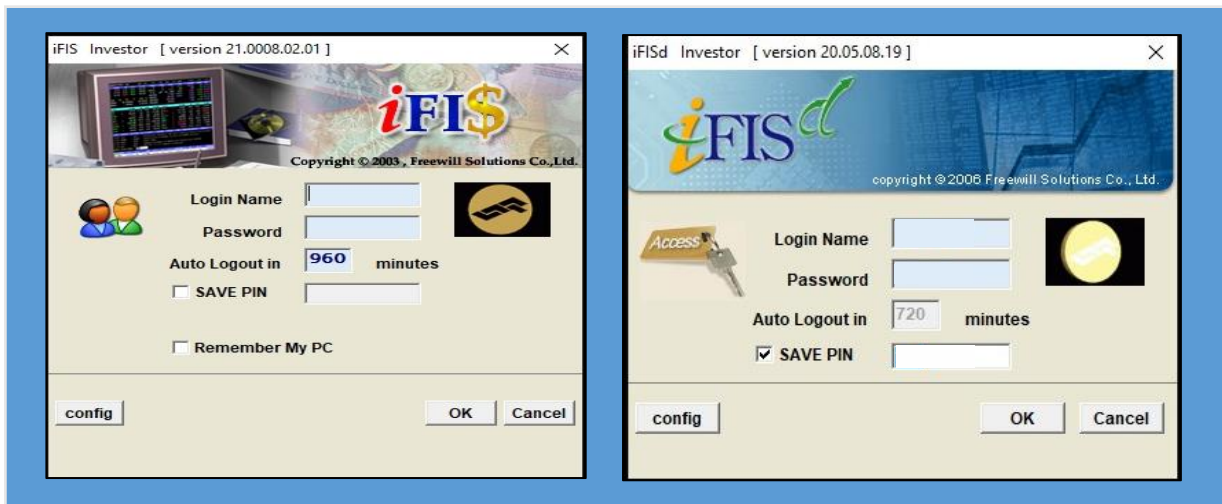 iFIS Investor [ version 21.0008.02.01 ]
iFI$
Copyright © 2003 , Freewill Solutions Co.,Ltd.
Login Name
Password
Auto Logout in 960 minutes
SAVE PIN
Remember My PC
config OK Cancel
iFISd Investor [ version 20.05.08.19 ]
iFISd
copyright © 2006 Freewill Solutions Co., Ltd.
Access
Login Name
Password
Auto Logout in 720 minutes
SAVE PIN
config OK Cancel